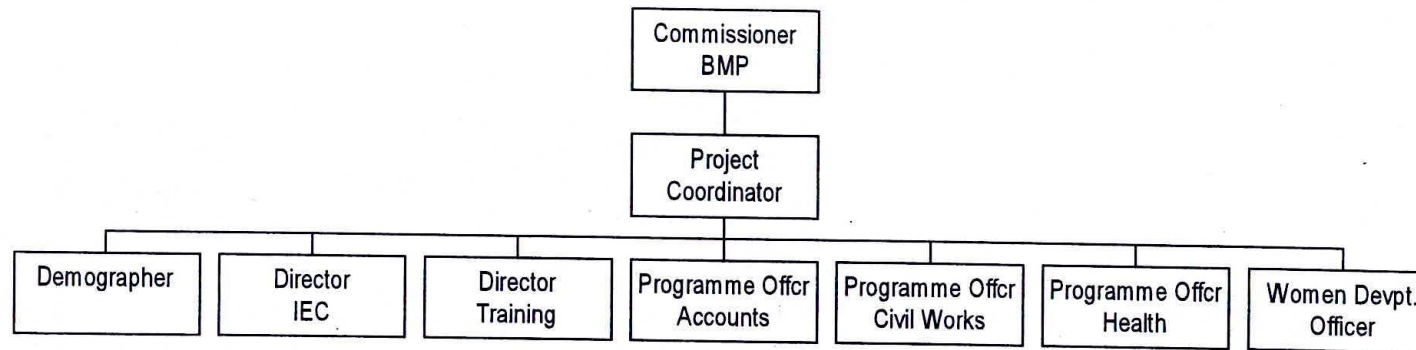 Commissioner
BMP
Project
Coordinator
Demographer
Director
IEC
Director
Training
Programme Offcr
Accounts
Programme Offcr
Civil Works
Programme Offcr
Health
Women Devpt.
Officer